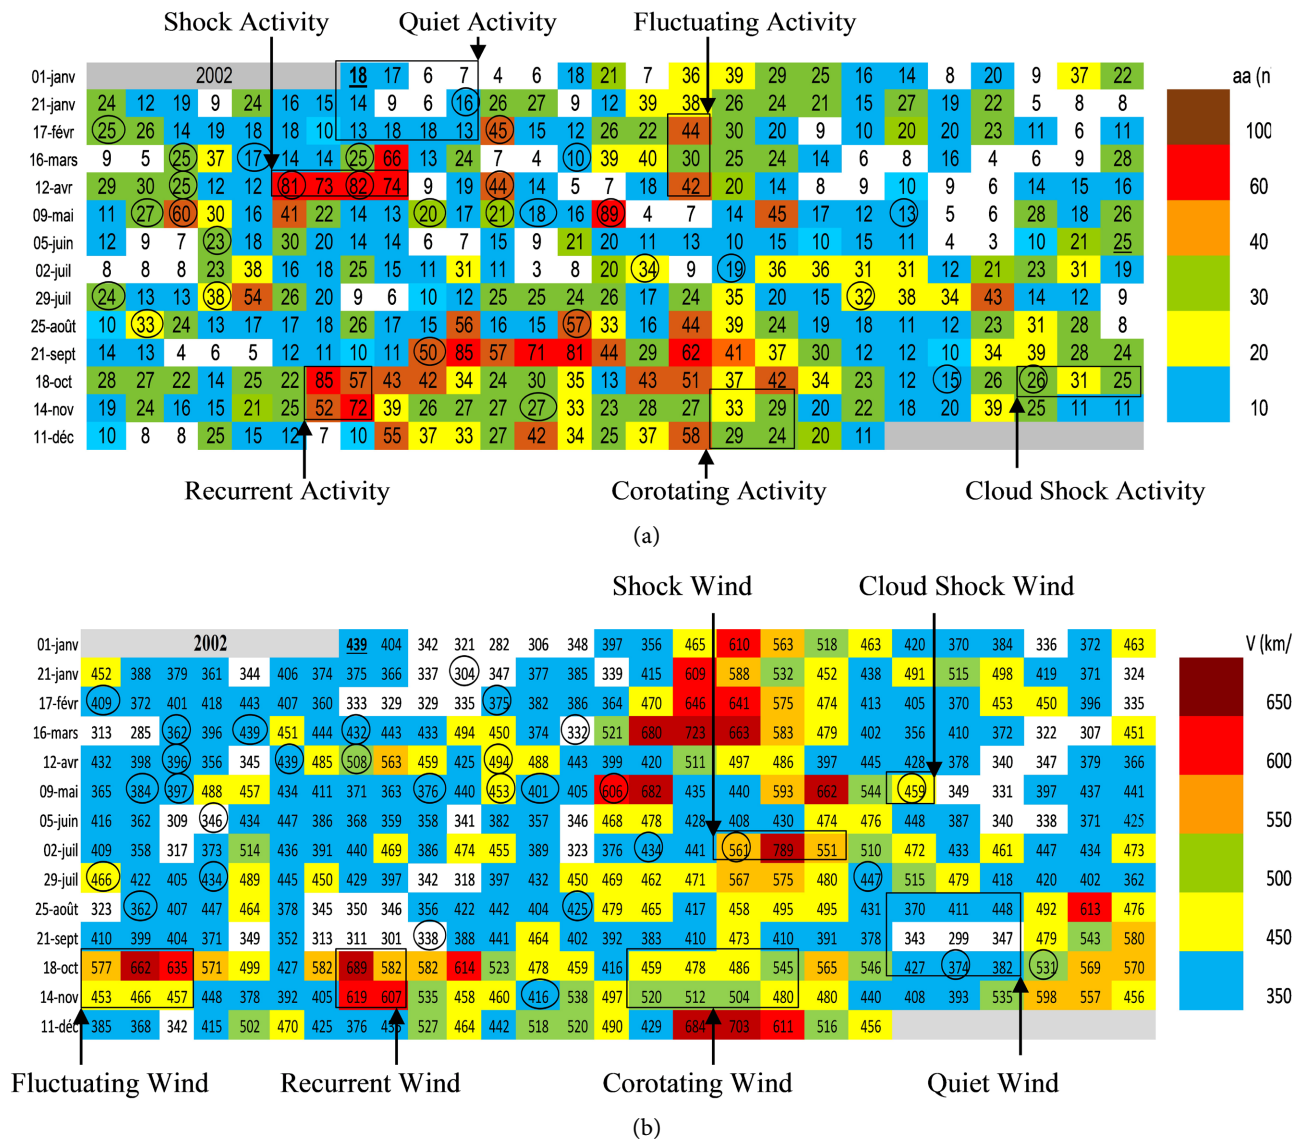 Shock Activity Quiet Activity Fluctuating Activity
01-janv 2002 18 17 6 7 4 6 18 21 7 36 39 29 25 16 14 8 20 9 37 22
aa (n
21-janv 24 12 19 9 24 16 15 14 9 6 16 26 27 9 12 39 38 26 24 21 15 27 19 22 5 8 8
17-févr 25 26 14 19 18 18 10 13 18 18 13 45 15 12 26 22 44 30 20 9 10 20 20 23 11 6 11
100
16-mars 9 5 25 37 17 14 14 25 66 13 24 7 4 10 39 40 30 25 24 14 6 8 16 4 6 9 28
12-avr 29 30 25 12 12 81 73 82 74 9 19 44 14 5 7 18 42 20 14 8 9 10 9 6 14 15 16
60
09-mai 11 27 60 30 16 41 22 14 13 20 17 21 18 16 89 4 7 14 45 17 12 13 5 6 28 18 26
05-juin 12 9 7 23 18 30 20 14 14 6 7 15 9 21 20 11 13 10 15 10 15 11 4 3 10 21 25
40
02-juil 8 8 8 23 38 16 18 25 15 11 31 11 3 8 20 34 9 19 36 36 31 31 12 21 23 31 19
29-juil 24 13 13 38 54 26 20 9 6 10 12 25 25 24 26 17 24 35 20 15 32 38 34 43 14 12 9
30
25-août 10 33 24 13 17 17 18 26 17 15 56 16 15 57 33 16 44 39 24 19 18 11 12 23 31 28 8
21-sept 14 13 4 6 5 12 11 10 11 50 85 57 71 81 44 29 62 41 37 30 12 12 10 34 39 28 24
20
18-oct 28 27 22 14 25 22 85 57 43 42 34 24 30 35 13 43 51 37 42 34 23 12 15 26 26 31 25
14-nov 19 24 16 15 21 25 52 72 39 26 27 27 27 33 23 28 27 33 29 20 22 18 20 39 25 11 11
10
11-déc 10 8 8 25 15 12 7 10 55 37 33 27 42 34 25 37 58 29 24 20 11
Recurrent Activity Corotating Activity Cloud Shock Activity
(a)
Shock Wind Cloud Shock Wind
01-janv 2002 439 404 342 321 282 306 348 397 356 465 610 563 518 463 420 370 384 336 372 463
V (km/
21-janv 452 388 379 361 344 406 374 375 366 337 304 347 377 385 339 415 609 588 532 452 438 491 515 498 419 371 324
17-févr 409 372 401 418 443 407 360 333 329 329 335 375 382 386 364 470 646 641 575 474 413 405 370 453 450 396 435
650
16-mars 313 285 362 396 439 451 444 432 443 433 494 450 374 332 521 680 723 663 583 479 402 356 410 372 322 307 451
12-avr 432 398 396 356 345 439 485 508 563 459 415 494 488 443 399 420 511 497 486 397 445 428 378 340 347 379 366
600
09-mai 365 384 397 488 457 434 411 371 363 376 440 453 401 405 606 682 435 440 593 662 544 459 349 331 397 437 441
05-juin 416 362 309 346 434 447 386 368 359 358 341 382 357 346 468 478 428 408 430 474 476 448 387 340 338 371 425
550
02-juil 409 358 317 373 514 436 391 440 469 386 474 455 389 323 376 434 441 561 789 551 510 472 433 461 447 434 473
29-juil 466 422 405 434 489 445 450 429 397 342 318 397 432 450 469 462 471 567 575 480 447 515 479 418 420 402 362
500
25-août 323 362 407 447 464 378 345 350 346 356 422 442 404 425 479 465 417 458 495 495 431 370 411 448 492 613 476
21-sept 410 399 404 371 349 352 313 311 301 338 388 441 464 402 392 383 410 473 410 391 378 343 299 347 479 543 580
450
18-oct 577 662 635 571 499 427 582 689 582 582 614 523 478 459 416 459 478 486 545 565 546 427 374 382 531 569 570
14-nov 453 466 457 448 378 392 405 619 607 535 458 460 416 538 497 520 512 504 480 480 440 408 393 535 598 557 456
350
11-déc 385 368 342 415 502 470 425 376 435 527 464 442 518 520 490 429 684 703 611 516 456
Fluctuating Wind Recurrent Wind Corotating Wind Quiet Wind
(b)